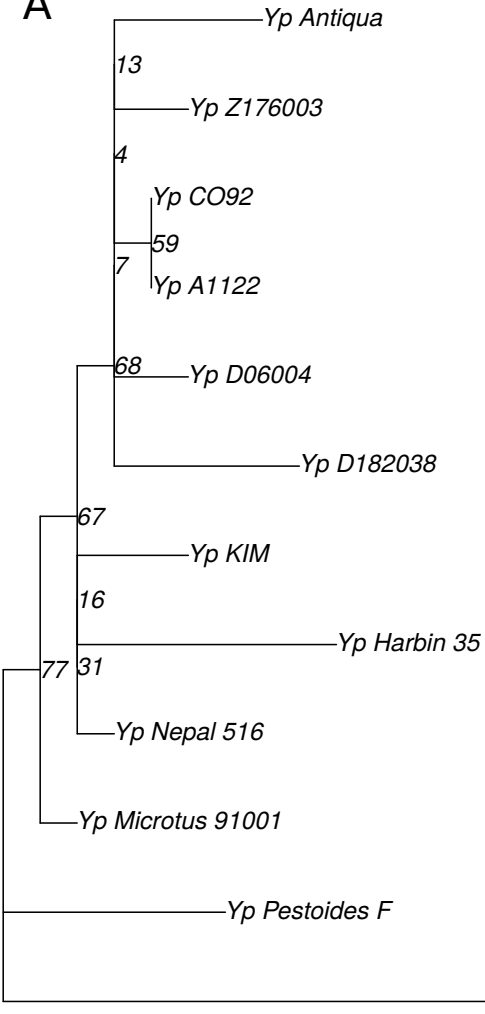 A
Yp Antiqua
13
Yp Z176003
4
Yp CO92
59
7
Yp A1122
68
Yp D06004
Yp D182038
67
Yp KIM
16
Yp Harbin 35
77
31
Yp Nepal 516
Yp Microtus 91001
Yp Pestoides F